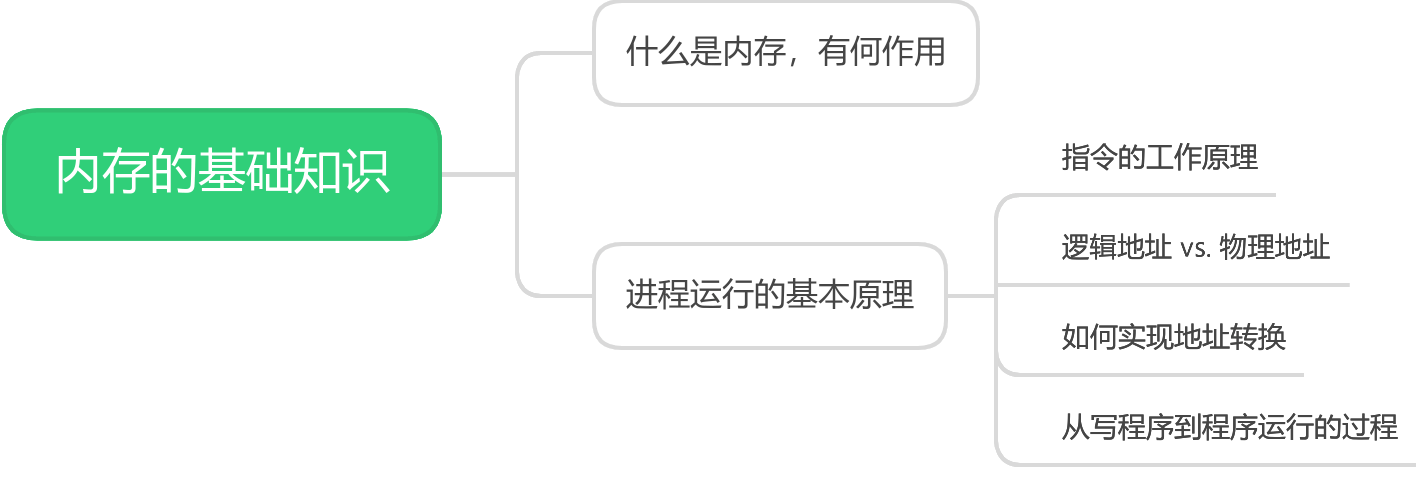 什么是内存，有何作用
内存的基础知识
指令的工作原理
逻辑地址 vs. 物理地址
进程运行的基本原理
如何实现地址转换
从写程序到程序运行的过程